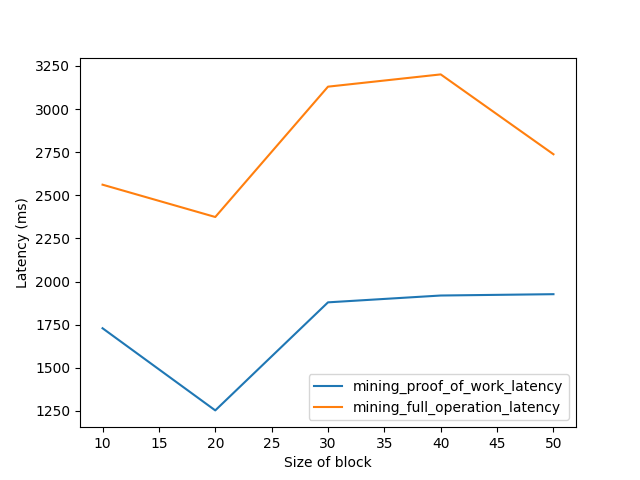 3250
3000
2750
2500
2250
2000
1750
1500
1250
Latency (ms)
10 15 20 25 30 35 40 45 50
Size of block
mining_proof_of_work_latency
mining_full_operation_latency